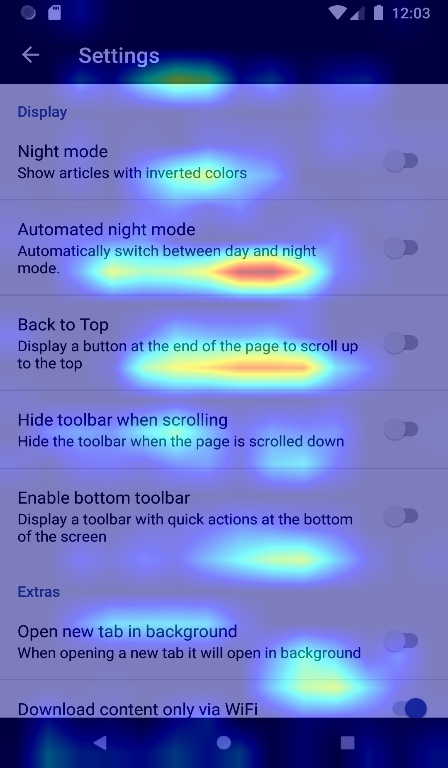 12:03
Settings
Display
Night mode
Show articles with inverted colors
Automated night mode
Automatically switch between day and night
mode.
Back to Top
Display a button at the end of the page to scroll up
to the top
Hide toolbar when scrolling
Hide the toolbar when the page is scrolled down
Enable bottom toolbar
Display a toolbar with quick actions at the bottom
of the screen
Extras
Open new tab in background
When opening a new tab it will open in background
Download content only via WiFi